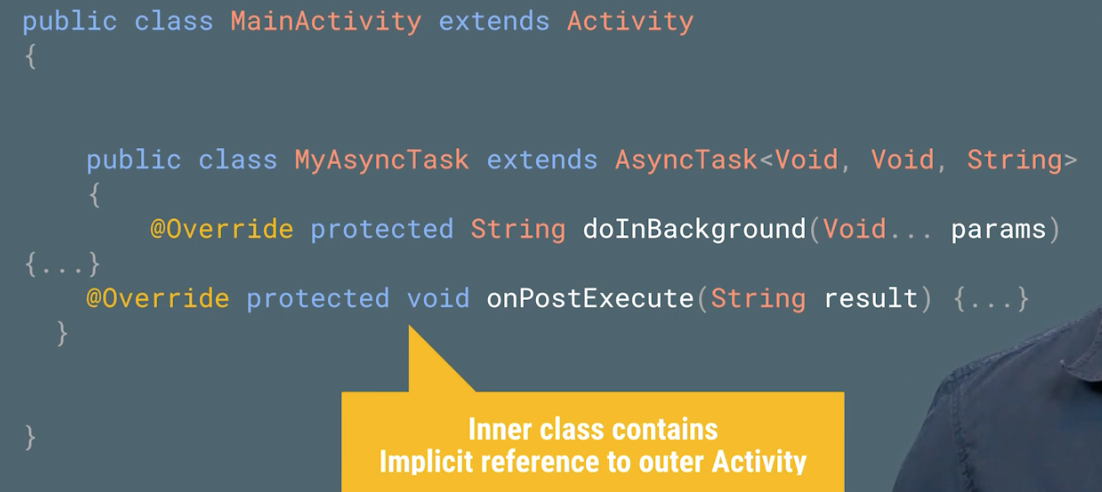 public class MainActivity extends Activity
{
public class MyAsyncTask extends AsyncTask<Void, Void, String>
{
@Override protected String doInBackground(Void... params)
{...}
@Override protected void onPostExecute(String result) {...}
}
}
Inner class contains
Implicit reference to outer Activity